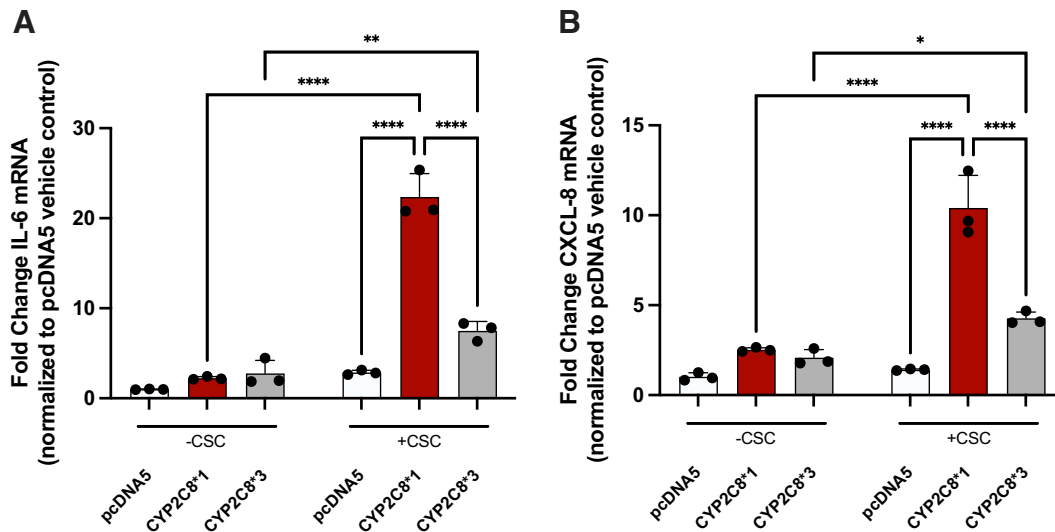 A
Fold Change IL-6 mRNA
(normalized to pcDNA5 vehicle control)
30
20
10
0
**
****
**** ****
-CSC +CSC
pcDNA5 CYP2C8*1 CYP2C8*3 pcDNA5 CYP2C8*1 CYP2C8*3
B
Fold Change CXCL-8 mRNA
(normalized to pcDNA5 vehicle control)
15
10
5
0
*
****
**** ****
-CSC +CSC
pcDNA5 CYP2C8*1 CYP2C8*3 pcDNA5 CYP2C8*1 CYP2C8*3